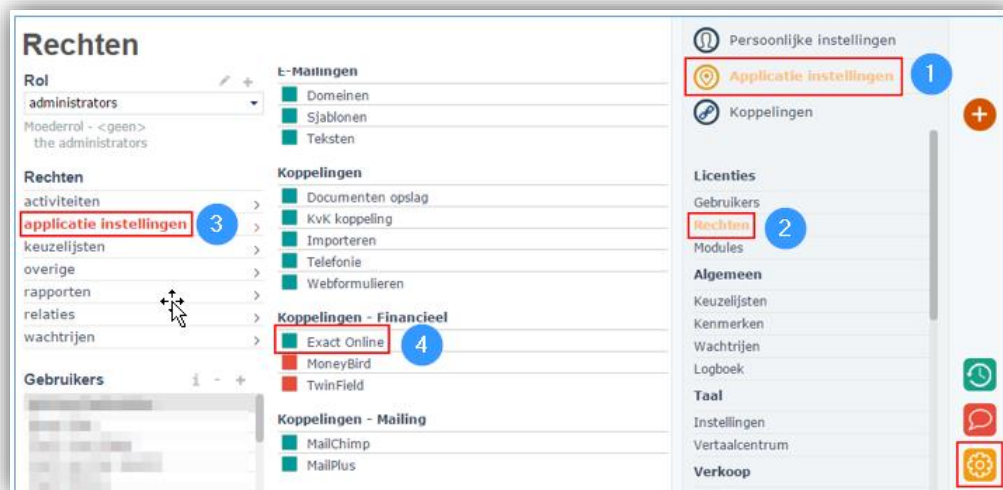 Rechten
Rol
administrators
Moederrol - <geen>
the administrators
Rechten
activiteiten
applicatie instellingen
3
keuzelijsten
overige
rapporten
relaties
wachtrijen
Gebruikers
i - +
E-Mailingen
Domeinen
Sjablonen
Teksten
Koppelingen
Documenten opslag
KvK koppeling
Importeren
Telefonie
Webformulieren
Koppelingen - Financieel
Exact Online
4
MoneyBird
TwinField
Koppelingen - Mailing
MailChimp
MailPlus
Persoonlijke instellingen
Applicatie instellingen
1
Koppelingen
Licenties
Gebruikers
Rechten
2
Modules
Algemeen
Keuzelijsten
Kenmerken
Wachtrijen
Logboek
Taal
Instellingen
Vertaalcentrum
Verkoop